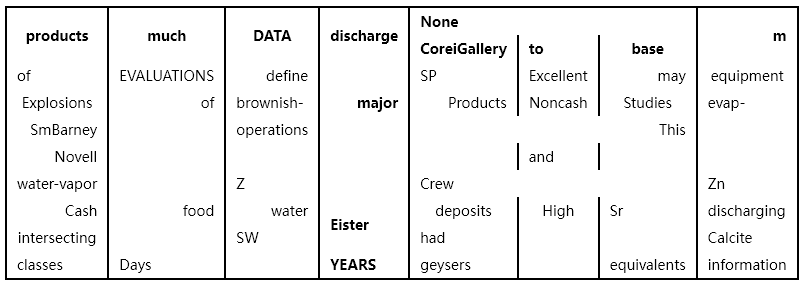 None
products much DATA discharge CoreiGallery to base m
of EVALUATIONS define SP Excellent may equipment
Explosions of brownish- major Products Noncash Studies evap-
SmBarney operations This
Novell and
water-vapor Z Crew Zn
Cash food water Eister deposits High Sr discharging
intersecting SW had Calcite
classes Days YEARS geysers equivalents information